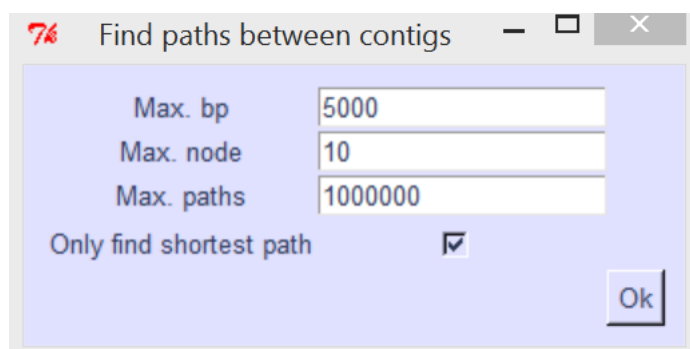 Find paths between contigs
Max. bp 5000
Max. node 10
Max. paths 1000000
Only find shortest path
Ok